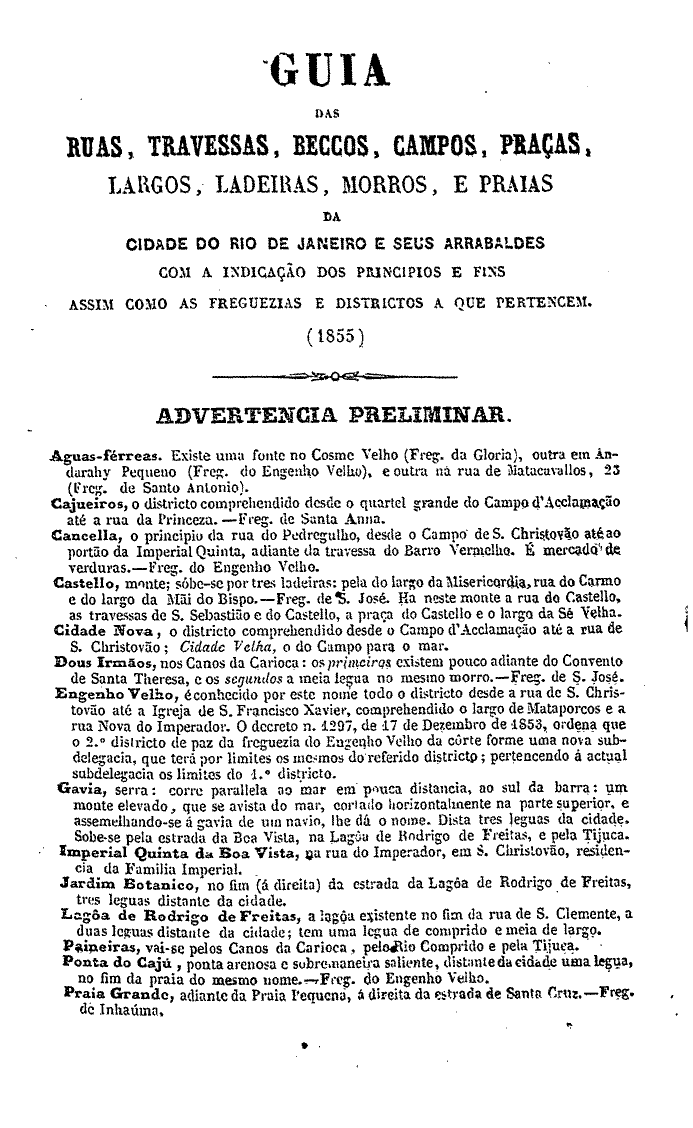 GUIA
DAS
RUAS, TRAVESSAS, BECCOS, CAMPOS, PRAÇAS,
LARGOS, LADEIRAS, MORROS, E PRAIAS
DA
CIDADE DO RIO DE JANEIRO E SEUS ARRABALDES
COM A INDICAÇÃO DOS PRINCIPIOS E FINS
ASSIM COMO AS FREGUEZIAS E DISTRICTOS A QUE PERTENCEM.
(1855)
ADVERTENCIA PRELIMINAR.
Aguas-férreas. Existe uma fonte no Cosme Velho (Freg. da Gloria), outra em An-
darahy Pequeno (Freg. do Engenho Velho), e outra na rua de Matacavallos, 23
(Freg. de Santo Antonio).
Cajueiros, o districto comprehendido desde o quartel grande do Campo d'Acclamação
até a rua da Princeza. —Freg. de Santa Anna.
Cancella, o principio da rua do Pedregulho, desde o Campo de S. Christovão até ao
portão da Imperial Quinta, adiante da travessa do Barro Vermelho. É mercado de
verduras.—Freg. do Engenho Velho.
Castello, monte; sóbe-se por tres ladeiras: pela do largo da Misericordia, rua do Carmo
e do largo da Mãi do Bispo.—Freg. de S. José. Ha neste monte a rua do Castello,
as travessas de S. Sebastião e do Castello, a praça do Castello e o largo da Sé Velha.
Cidade Nova, o districto comprehendido desde o Campo d'Acclamação até a rua de
S. Christovão; Cidade Velha, o do Campo para o mar.
Dous Irmãos, nos Canos da Carioca: os primeiros existem pouco adiante do Convento
de Santa Theresa, e os segundos a meia legua no mesmo morro.—Freg. de S. José.
Engenho Velho, é conhecido por este nome todo o districto desde a rua de S. Chris-
tovão até a Igreja de S. Francisco Xavier, comprehendido o largo de Mataporcos e a
rua Nova do Imperador. O decreto n. 1297, de 17 de Dezembro de 1853, ordena que
o 2.º districto de paz da freguezia do Engenho Velho da côrte forme uma nova sub-
delegacia, que terá por limites os mesmos do referido districto; pertencendo á actual
subdelegacia os limites do 1.º districto.
Gavia, serra: corre parallela ao mar em pouca distancia, ao sul da barra: um
monte elevado, que se avista do mar, cortado horizontalmente na parte superior, e
assemelhando-se á gavia de um navio, lhe dá o nome. Dista tres leguas da cidade.
Sobe-se pela estrada da Boa Vista, na Lagôa de Rodrigo de Freitas, e pela Tijuca.
Imperial Quinta da Boa Vista, na rua do Imperador, em S. Christovão, residen-
cia da Familia Imperial.
Jardim Botanico, no fim (á direita) da estrada da Lagôa de Rodrigo de Freitas,
tres leguas distante da cidade.
Lagôa de Rodrigo de Freitas, a lagôa existente no fim da rua de S. Clemente, a
duas leguas distante da cidade; tem uma legua de comprido e meia de largo.
Paineiras, vai-se pelos Canos da Carioca, pelo Rio Comprido e pela Tijuca.
Ponta do Cajú, ponta arenosa e sobremaneira saliente, distante da cidade uma legua,
no fim da praia do mesmo nome.—Freg. do Engenho Velho.
Praia Grande, adiante da Praia Pequena, á direita da estrada de Santa Cruz.—Freg.
de Inhaúma.